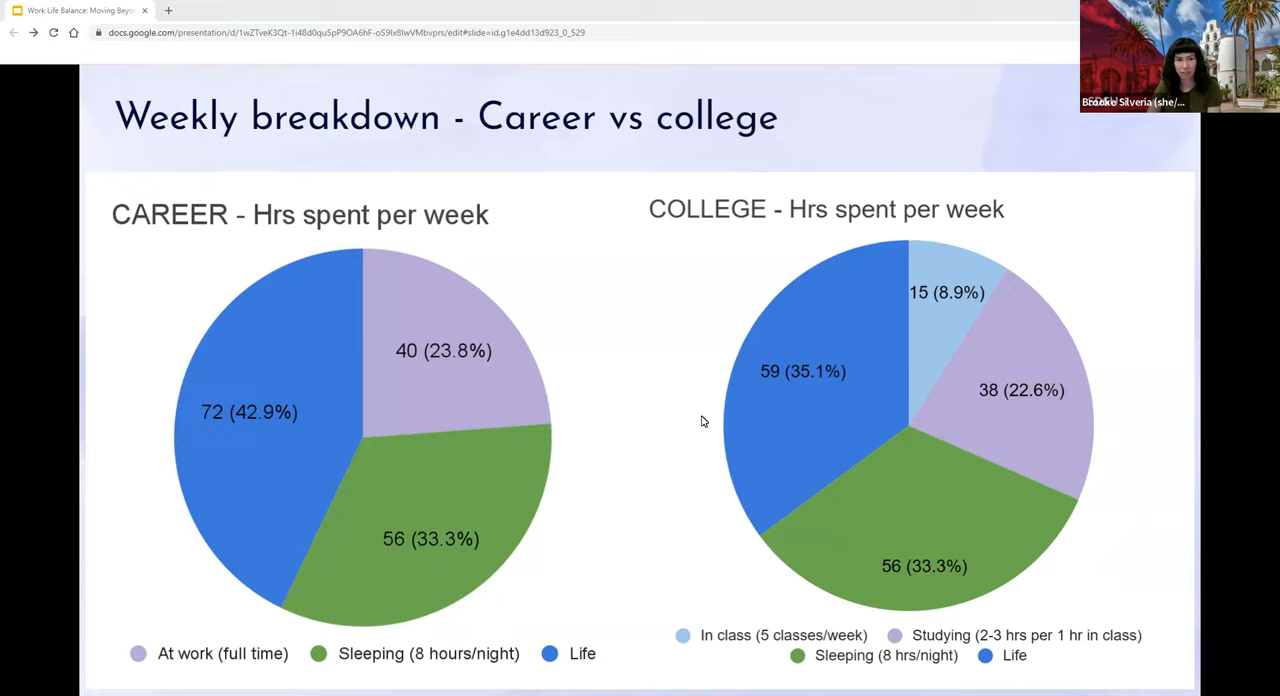 Work Life Balance: Moving Beyo
docs.google.com/presentation/d/1wZTveK3Qt-1i48d0qu5pP9OA6hF-oS9Ix8IwVMbvprs/edit#slide=id.g1e4dd13d923_0_529
Brooke Silveria (she/...
Weekly breakdown - Career vs college
CAREER - Hrs spent per week
40 (23.8%)
72 (42.9%)
56 (33.3%)
At work (full time) Sleeping (8 hours/night) Life
COLLEGE - Hrs spent per week
15 (8.9%)
59 (35.1%)
38 (22.6%)
56 (33.3%)
In class (5 classes/week) Studying (2-3 hrs per 1 hr in class)
Sleeping (8 hrs/night) Life